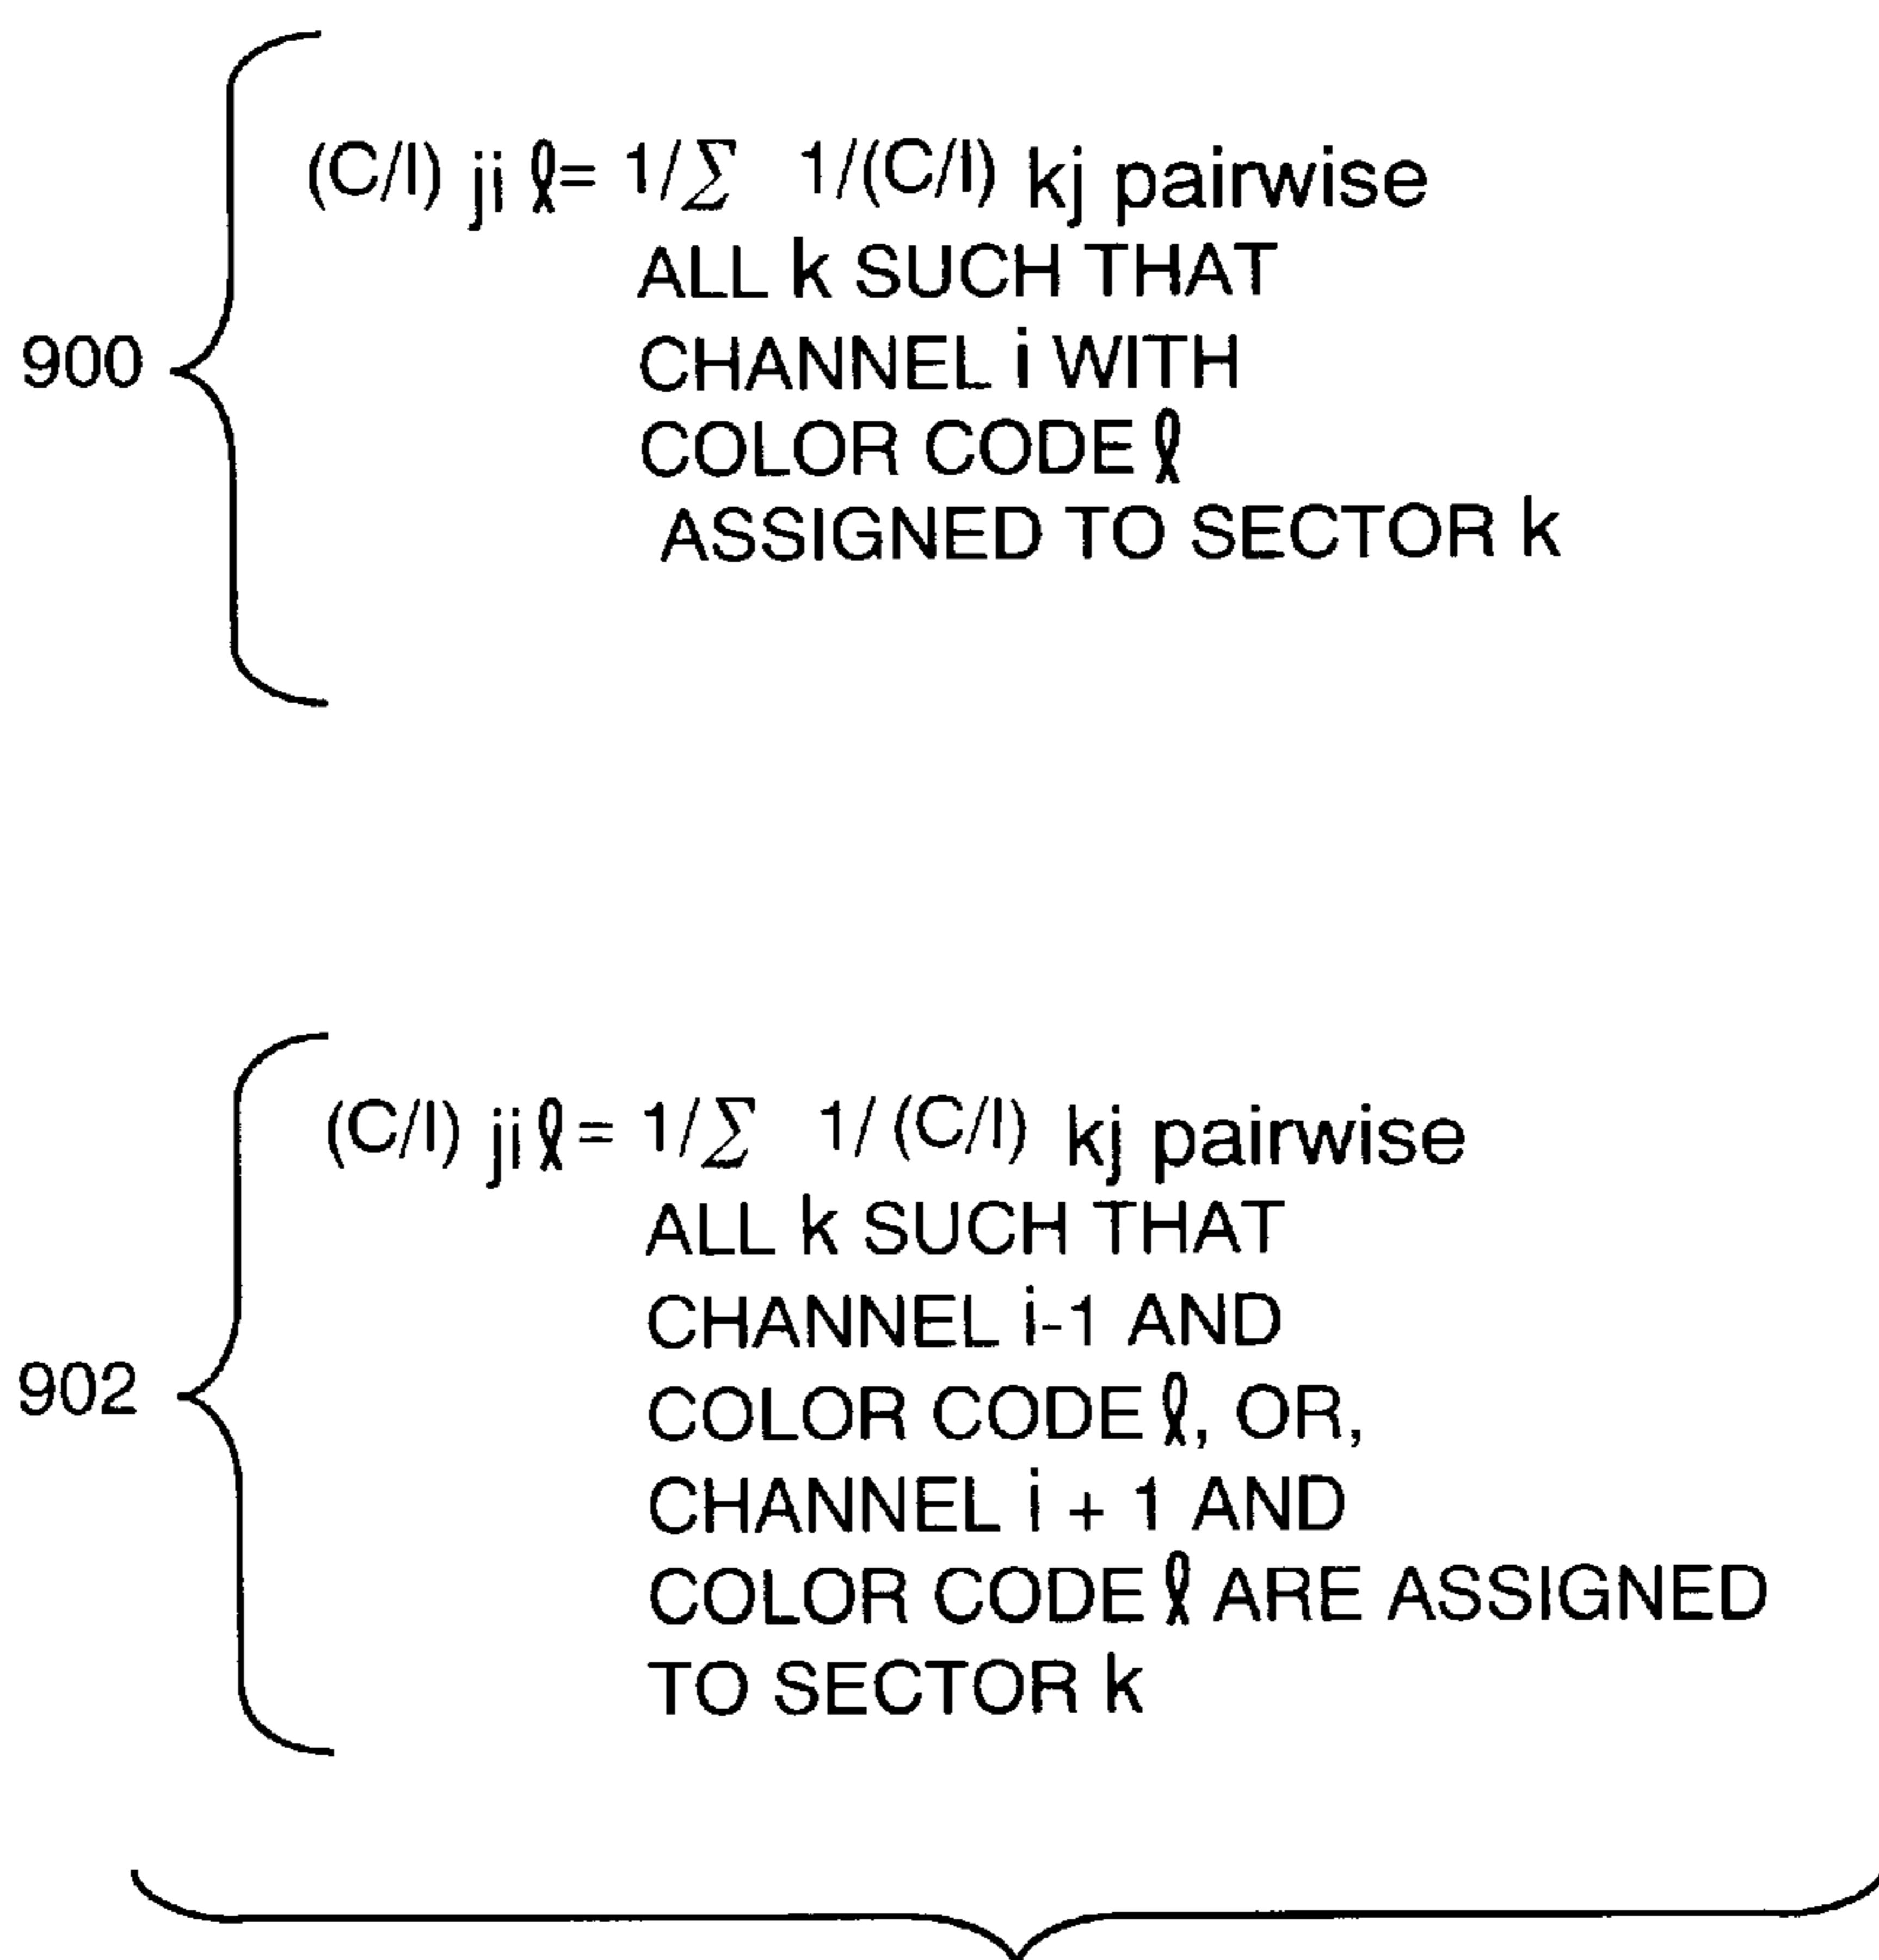 (C/I) ji ℓ= 1/Σ 1/(C/I) kj pairwise
ALL k SUCH THAT
CHANNEL i WITH
900
COLOR CODE ℓ
ASSIGNED TO SECTOR k
(C/I) ji ℓ= 1/Σ 1/ (C/I) kj pairwise
ALL k SUCH THAT
CHANNEL i-1 AND
902
COLOR CODE ℓ, OR,
CHANNEL i + 1 AND
COLOR CODE ℓ ARE ASSIGNED
TO SECTOR k